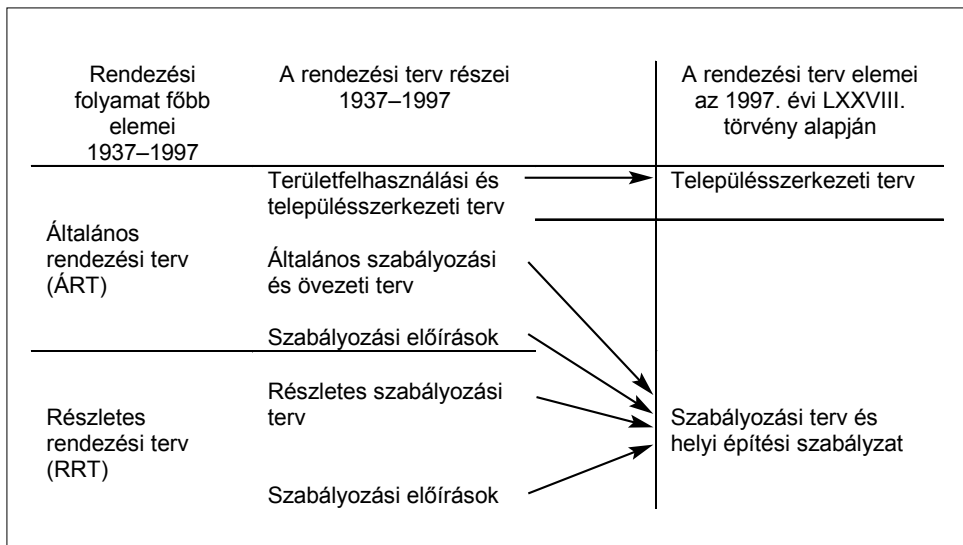 Rendezési
folyamat főbb
elemei
1937–1997
A rendezési terv részei
1937–1997
A rendezési terv elemei
az 1997. évi LXXVIII.
törvény alapján
Általános
rendezési terv
(ÁRT)
Területfelhasználási és
településszerkezeti terv
Általános szabályozási
és övezeti terv
Szabályozási előírások
Településszerkezeti terv
Részletes
rendezési terv
(RRT)
Részletes szabályozási
terv
Szabályozási előírások
Szabályozási terv és
helyi építési szabályzat